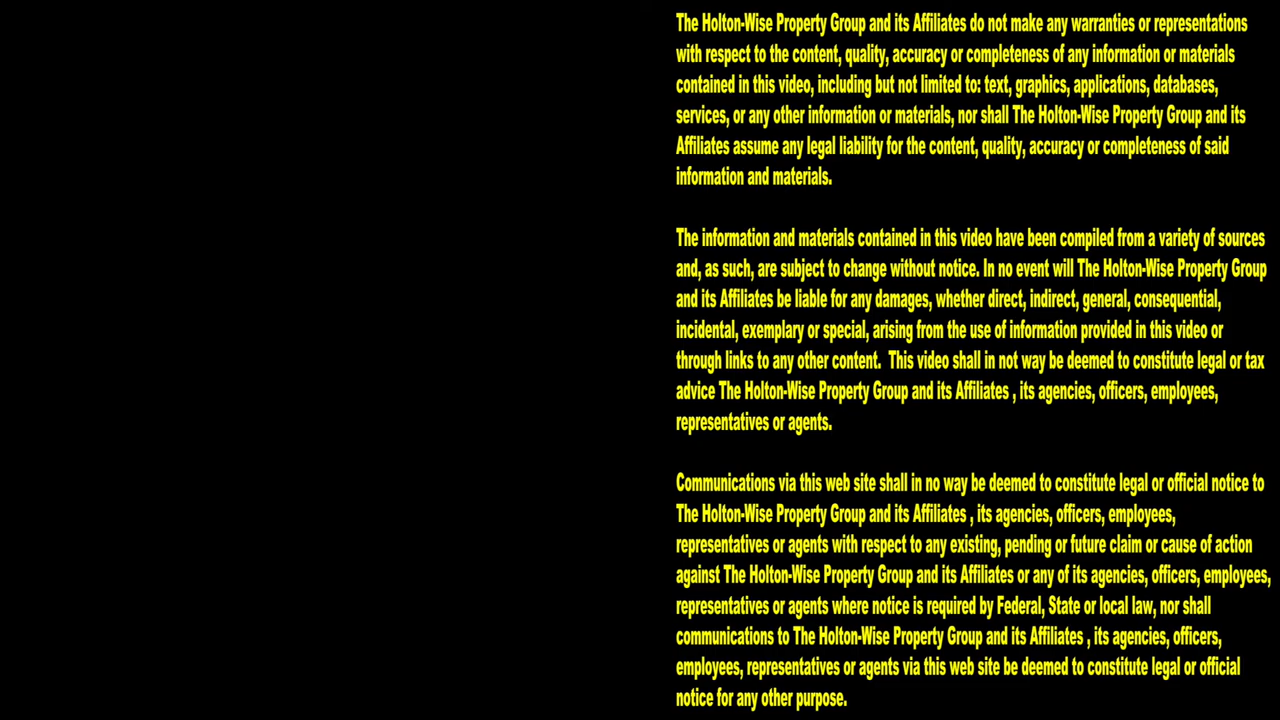 The Holton-Wise Property Group and its Affiliates do not make any warranties or representations
with respect to the content, quality, accuracy or completeness of any information or materials
contained in this video, including but not limited to: text, graphics, applications, databases,
services, or any other information or materials, nor shall The Holton-Wise Property Group and its
Affiliates assume any legal liability for the content, quality, accuracy or completeness of said
information and materials.
The information and materials contained in this video have been compiled from a variety of sources
and, as such, are subject to change without notice. In no event will The Holton-Wise Property Group
and its Affiliates be liable for any damages, whether direct, indirect, general, consequential,
incidental, exemplary or special, arising from the use of information provided in this video or
through links to any other content.  This video shall in not way be deemed to constitute legal or tax
advice The Holton-Wise Property Group and its Affiliates , its agencies, officers, employees,
representatives or agents.
Communications via this web site shall in no way be deemed to constitute legal or official notice to
The Holton-Wise Property Group and its Affiliates , its agencies, officers, employees,
representatives or agents with respect to any existing, pending or future claim or cause of action
against The Holton-Wise Property Group and its Affiliates or any of its agencies, officers, employees,
representatives or agents where notice is required by Federal, State or local law, nor shall
communications to The Holton-Wise Property Group and its Affiliates , its agencies, officers,
employees, representatives or agents via this web site be deemed to constitute legal or official
notice for any other purpose.